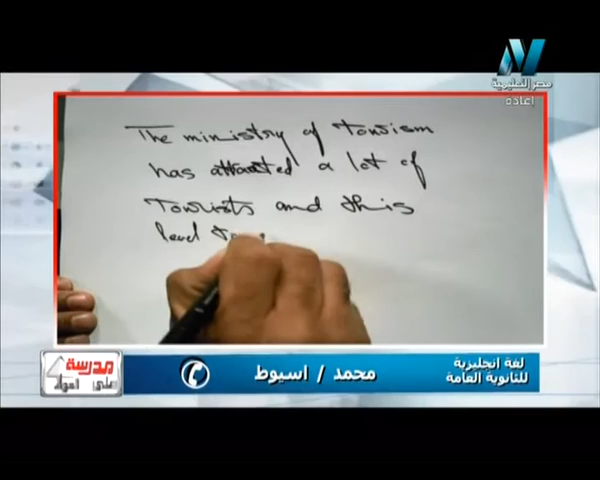 مصر التعليمية
إعادة
The ministry of Tourism
has attracted a lot of
Tourists and this
lead to
لغة انجليزية
للثانوية العامة
محمد / اسيوط
مدرسة
على الهواء